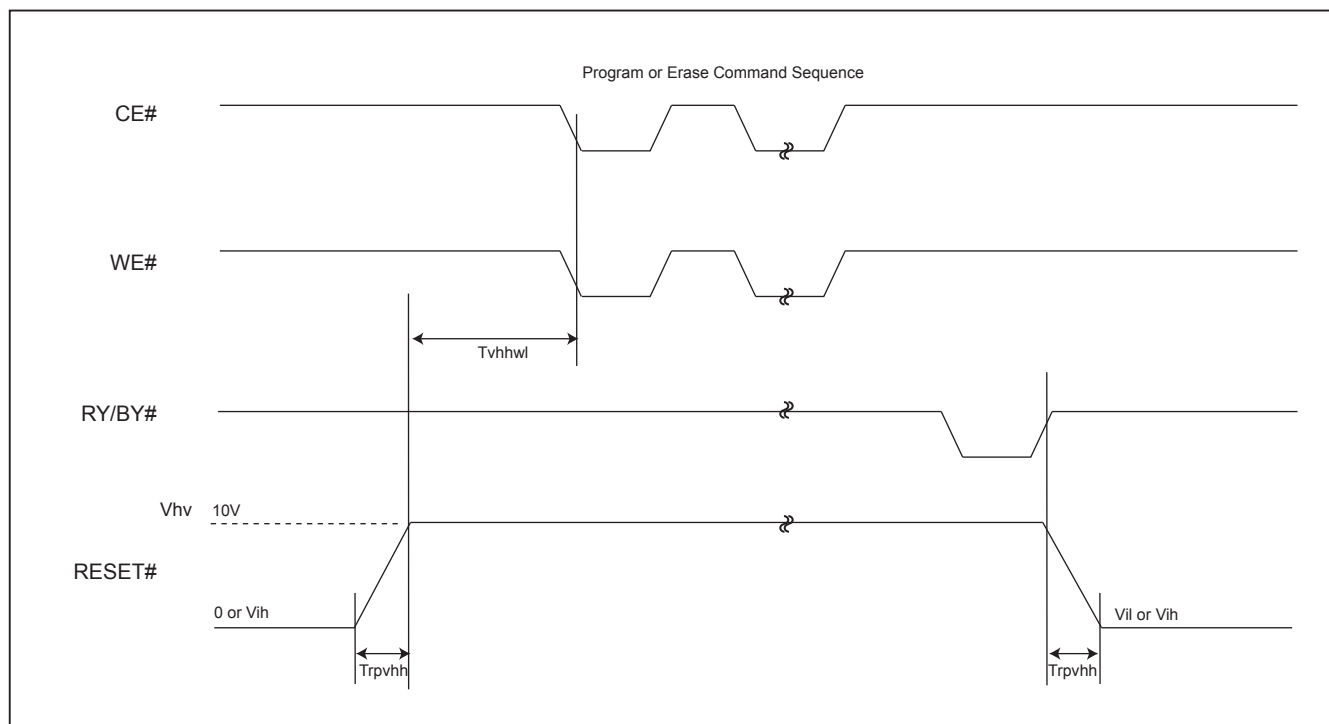 Program or Erase Command Sequence
CE#
WE#
Tvhhwl
RY/BY#
Vhv 10V
RESET#
0 or Vih
Vil or Vih
Trpvhh
Trpvhh